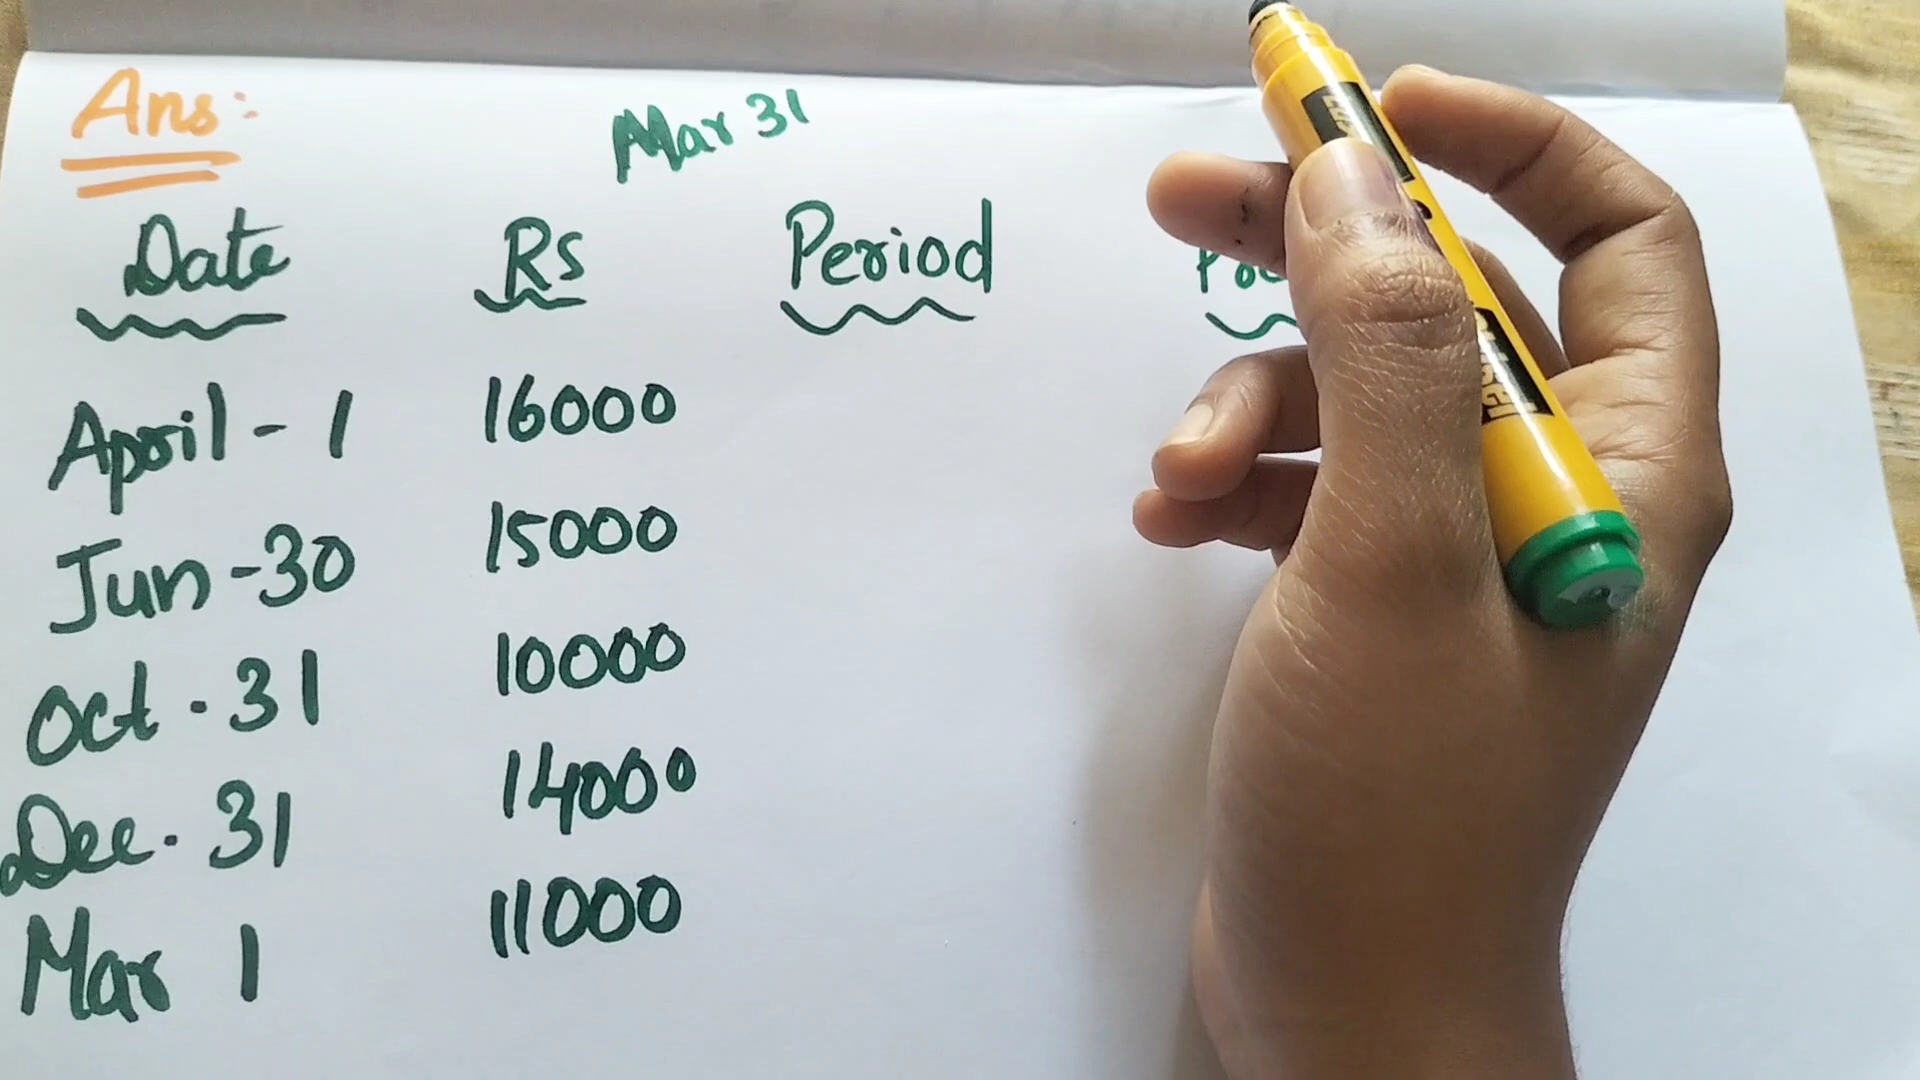 Ans:
Mar 31
Date Rs Period
April - 1 16000
Jun - 30 15000
Oct - 31 10000
Dec. 31 14000
Mar 1 11000